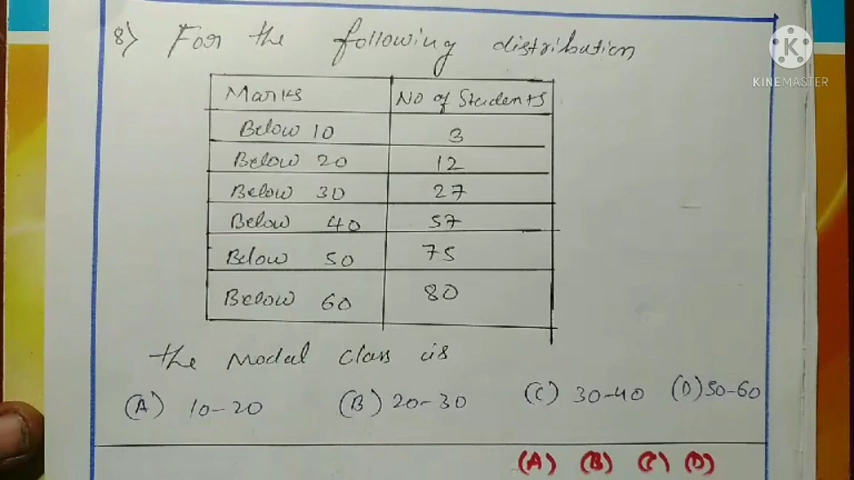 8) For the following distribution
KINEMASTER
Marks No of Students
Below 10 3
Below 20 12
Below 30 27
Below 40 57
Below 50 75
Below 60 80
the Modal class is
(A) 10-20 (B) 20-30 (C) 30-40 (D) 50-60
(A) (B) (C) (D)